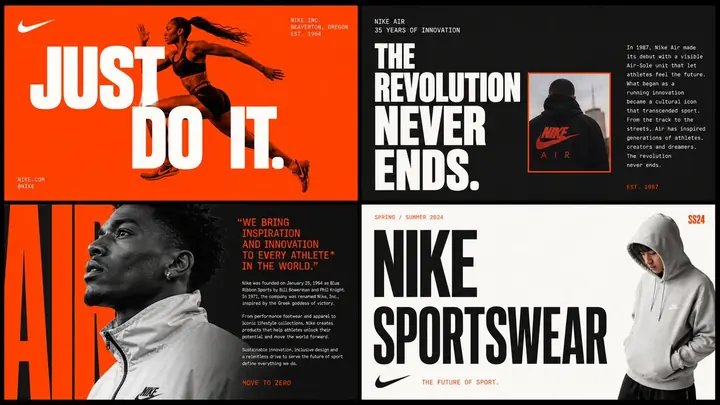 NIKE INC.
BEAVERTON, OREGON
EST. 1964
JUST
DO IT.
NIKE.COM
@NIKE
NIKE AIR
35 YEARS OF INNOVATION
THE
REVOLUTION
NEVER
ENDS.
NIKE
AIR
In 1987, Nike Air made
its debut with a visible
Air-Sole unit that let
athletes feel the future.
What began as a
running innovation
became a cultural icon
that transcended sport.
From the track to the
streets, Air has inspired
generations of athletes,
creators and dreamers.
The revolution
never ends.
EST. 1987
AIR
"WE BRING
INSPIRATION
AND INNOVATION
TO EVERY ATHLETE*
IN THE WORLD."
Nike was founded on January 25, 1964 as Blue
Ribbon Sports by Bill Bowerman and Phil Knight.
In 1971, the company was renamed Nike, Inc.,
inspired by the Greek goddess of victory.
From performance footwear and apparel to
iconic lifestyle collections, Nike creates
products that help athletes unlock their
potential and move the world forward.
Sustainable innovation, inclusive design and
a relentless drive to serve the future of sport
define everything we do.
MOVE TO ZERO
NIKE
SPRING / SUMMER 2024
SS24
NIKE
SPORTSWEAR
THE FUTURE OF SPORT.